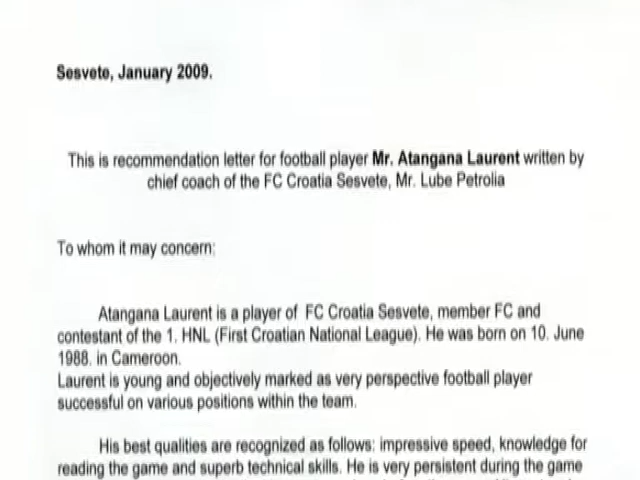 Sesvete, January 2009.
This is recommendation letter for football player Mr. Atangana Laurent written by
chief coach of the FC Croatia Sesvete, Mr. Lube Petrolia
To whom it may concern:
Atangana Laurent is a player of FC Croatia Sesvete, member FC and
contestant of the 1. HNL (First Croatian National League). He was born on 10. June
1988. in Cameroon.
Laurent is young and objectively marked as very perspective football player
successful on various positions within the team.
His best qualities are recognized as follows: impressive speed, knowledge for
reading the game and superb technical skills. He is very persistent during the game